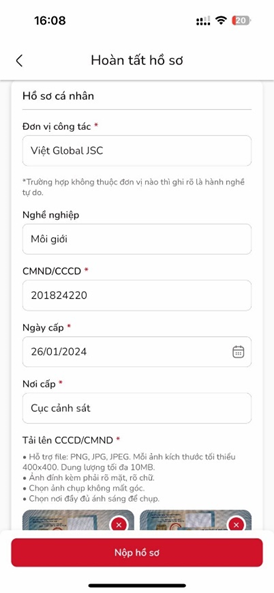 16:08
20
Hoàn tất hồ sơ
Hồ sơ cá nhân
Đơn vị công tác *
Việt Global JSC
*Trường hợp không thuộc đơn vị nào thì ghi rõ là hành nghề
tự do.
Nghề nghiệp
Môi giới
CMND/CCCD *
201824220
Ngày cấp *
26/01/2024
Nơi cấp *
Cục cảnh sát
Tải lên CCCD/CMND *
• Hỗ trợ file: PNG, JPG, JPEG. Mỗi ảnh kích thước tối thiểu
400x400. Dung lượng tối đa 10MB.
• Ảnh đính kèm phải rõ mặt, rõ chữ.
• Chọn ảnh chụp không mất góc.
• Chọn nơi đầy đủ ánh sáng để chụp.
Nộp hồ sơ